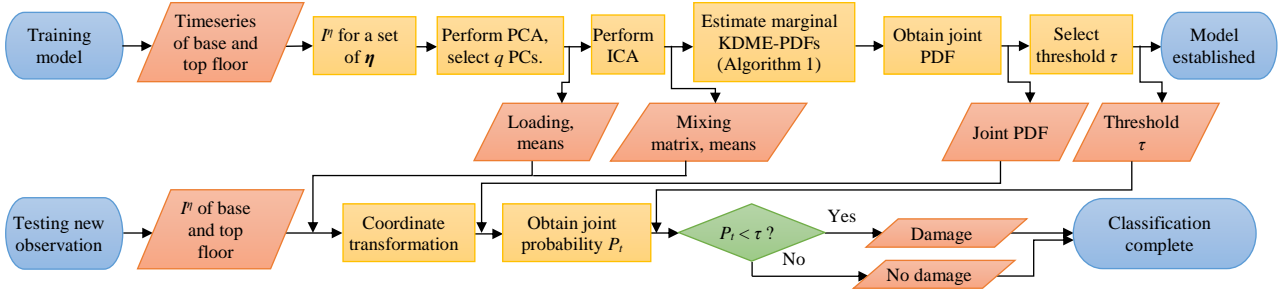 Training
model
Timeseries
of base and
top floor
I^η for a set
of η
Perform PCA,
select q PCs.
Perform
ICA
Estimate marginal
KDME-PDFs
(Algorithm 1)
Obtain joint
PDF
Select
threshold τ
Model
established
Loading,
means
Mixing
matrix, means
Joint PDF
Threshold
τ
Testing new
observation
I^η of base
and top
floor
Coordinate
transformation
Obtain joint
probability P_t
P_t < τ ?
Yes
No
Damage
No damage
Classification
complete